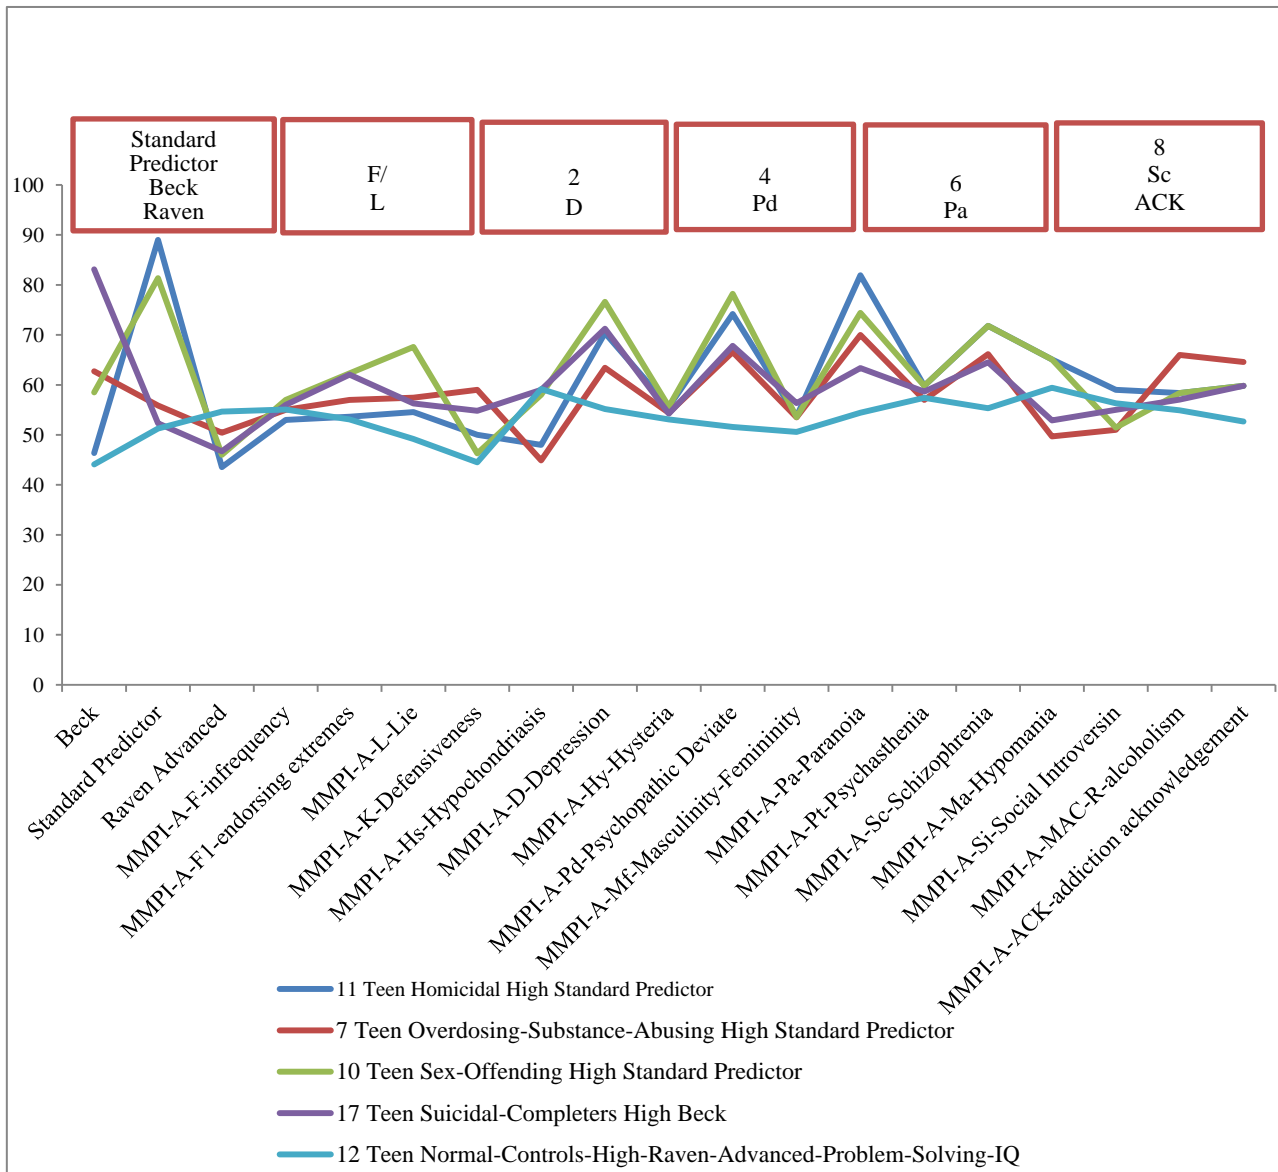 Standard
Predictor
Beck
Raven
F/
L
2
D
4
Pd
6
Pa
8
Sc
ACK
100
90
80
70
60
50
40
30
20
10
0
Beck
Standard Predictor
Raven Advanced
MMPI-A-F-infrequency
MMPI-A-F1-endorsing extremes
MMPI-A-L-Lie
MMPI-A-K-Defensiveness
MMPI-A-Hs-Hypochondriasis
MMPI-A-D-Depression
MMPI-A-Hy-Hysteria
MMPI-A-Pd-Psychopathic Deviate
MMPI-A-Mf-Masculinity-Femininity
MMPI-A-Pa-Paranoia
MMPI-A-Pt-Psychasthenia
MMPI-A-Sc-Schizophrenia
MMPI-A-Ma-Hypomania
MMPI-A-Si-Social Introversin
MMPI-A-MAC-R-alcoholism
MMPI-A-ACK-addiction acknowledgement
11 Teen Homicidal High Standard Predictor
7 Teen Overdosing-Substance-Abusing High Standard Predictor
10 Teen Sex-Offending High Standard Predictor
17 Teen Suicidal-Completers High Beck
12 Teen Normal-Controls-High-Raven-Advanced-Problem-Solving-IQ